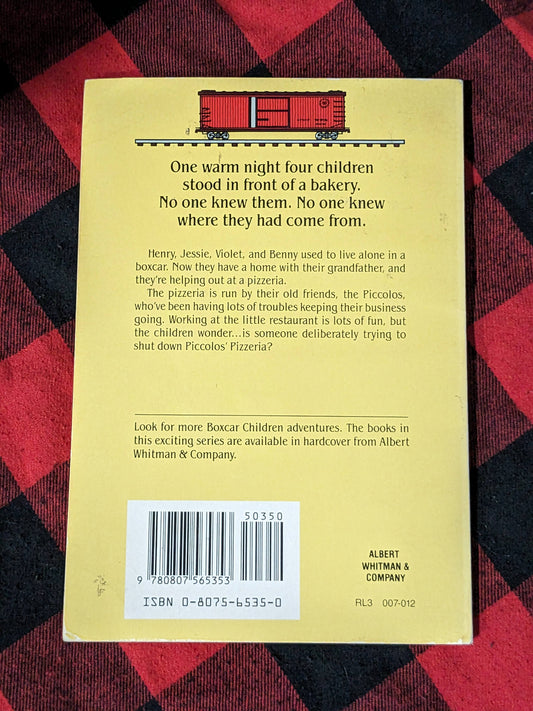 One warm night four children
stood in front of a bakery.
No one knew them. No one knew
where they had come from.
Henry, Jessie, Violet, and Benny used to live alone in a
boxcar. Now they have a home with their grandfather, and
they're helping out at a pizzeria.
The pizzeria is run by their old friends, the Piccolos,
who've been having lots of troubles keeping their business
going. Working at the little restaurant is lots of fun, but
the children wonder...is someone deliberately trying to
shut down Piccolos' Pizzeria?
Look for more Boxcar Children adventures. The books in
this exciting series are available in hardcover from Albert
Whitman & Company.
50350
9 780807 565353
ISBN 0-8075-6535-0
ALBERT
WHITMAN &
COMPANY
RL3 007-012